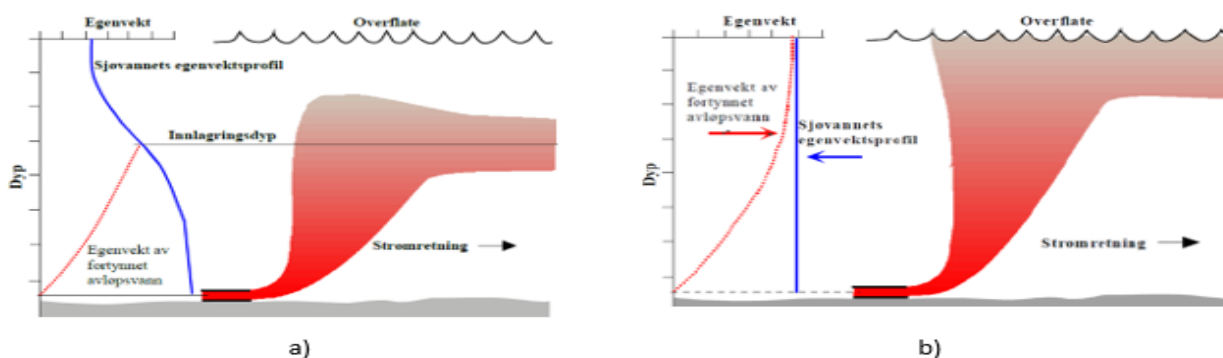 Egenvekt
Overflate
Sjøvannets egenvektsprofil
Innlagringsdyp
Dyp
Egenvekt av
fortynnet
avløpsvann
Strømretning
a)
Egenvekt
Overflate
Egenvekt av
fortynnet
avløpsvann
Sjøvannets
egenvektsprofil
Dyp
Strømretning
b)